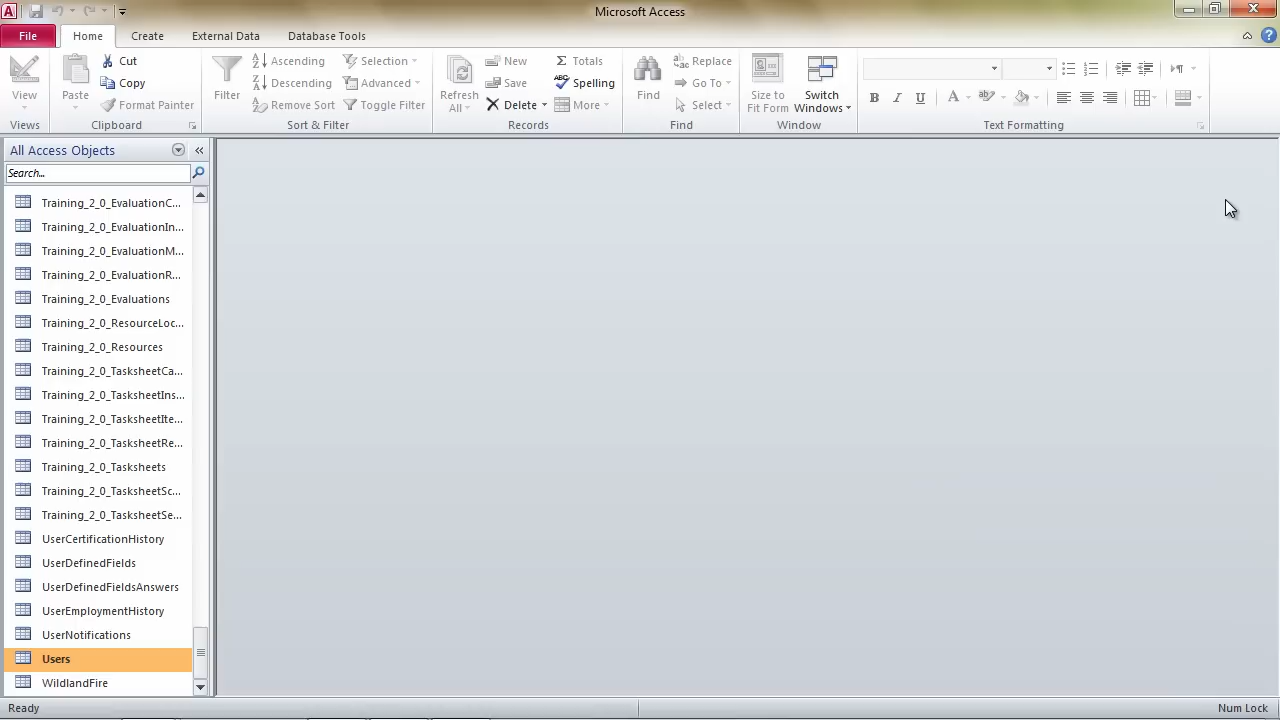 Microsoft Access
File Home Create External Data Database Tools
View
Views
Paste
Cut
Copy
Format Painter
Clipboard
Filter
Ascending
Descending
Remove Sort
Selection
Advanced
Toggle Filter
Sort & Filter
Refresh
All
New
Save
Delete
Totals
Spelling
More
Records
Find
Replace
Go To
Select
Find
Size to
Fit Form
Switch
Windows
Window
B I U A
Text Formatting
All Access Objects
Search...
Training_2_0_EvaluationC...
Training_2_0_EvaluationIn...
Training_2_0_EvaluationM...
Training_2_0_EvaluationR...
Training_2_0_Evaluations
Training_2_0_ResourceLoc...
Training_2_0_Resources
Training_2_0_TasksheetCa...
Training_2_0_TasksheetIns...
Training_2_0_TasksheetIte...
Training_2_0_TasksheetRe...
Training_2_0_Tasksheets
Training_2_0_TasksheetSc...
Training_2_0_TasksheetSe...
UserCertificationHistory
UserDefinedFields
UserDefinedFieldsAnswers
UserEmploymentHistory
UserNotifications
Users
WildlandFire
Ready
Num Lock